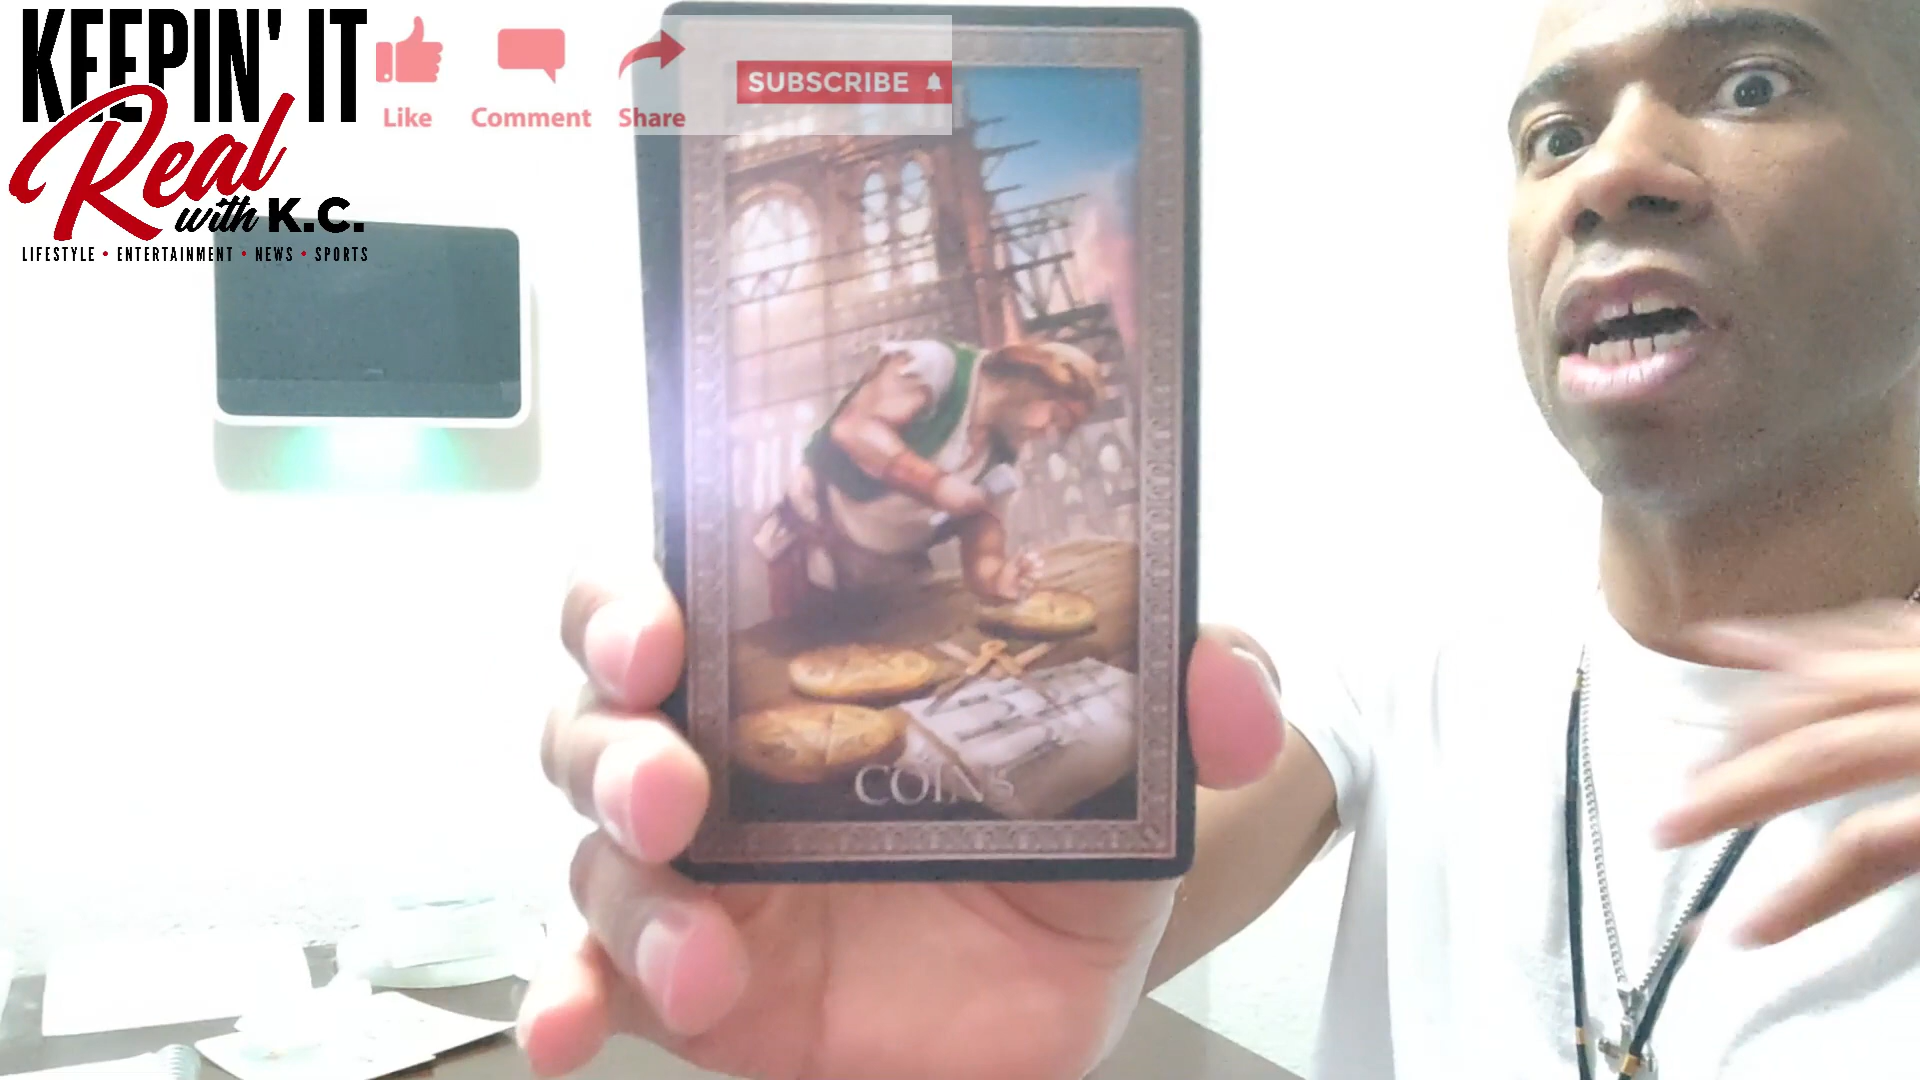 KEEPIN' IT
Real
with K.C.
LIFESTYLE • ENTERTAINMENT • NEWS • SPORTS
Like Comment Share
SUBSCRIBE
COINS